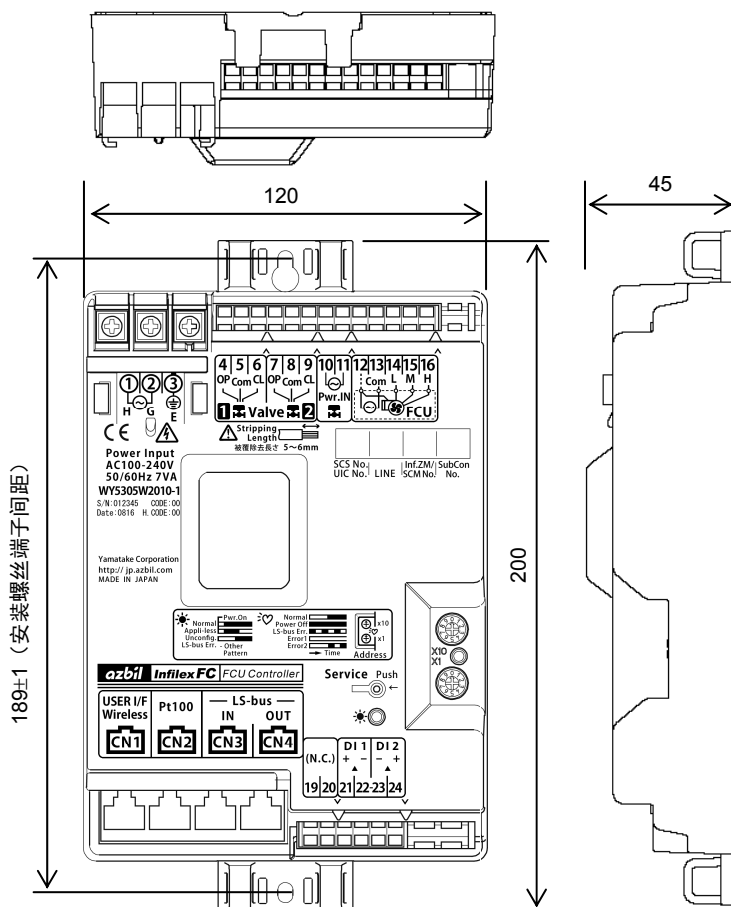 120
45
189±1（安装螺丝端子间距）
200
1 2 3
H G E
4 5 6 7 8 9 10 11 12 13 14 15 16
OP Com CL OP Com CL Pwr.IN Com L M H
1 Valve 2 FCU
CE
Stripping
Length
被覆除去長さ 5～6mm
Power Input
AC100-240V
50/60Hz 7VA
WY5305W2010-1
S/N:012345 CODE:00
Date:0816 H. CODE:00
SCS No. UIC No.
LINE
Inf.ZM/ SCM No.
SubCon No.
Yamatake Corporation
http:// jp.azbil.com
MADE IN JAPAN
Pwr.On
Normal
Appli-less
Unconfig.
LS-bus Err.
- Other
Pattern
Normal
Power Off
LS-bus Err.
Error1
Error2
Time
x10
x1
Address
X10
X1
azbil Infilex FC FCU Controller
Service Push
USER I/F
Wireless
CN1
Pt100
CN2
LS-bus
IN OUT
CN3 CN4
(N.C.) DI 1 DI 2
+ − − +
19 20 21 22-23 24